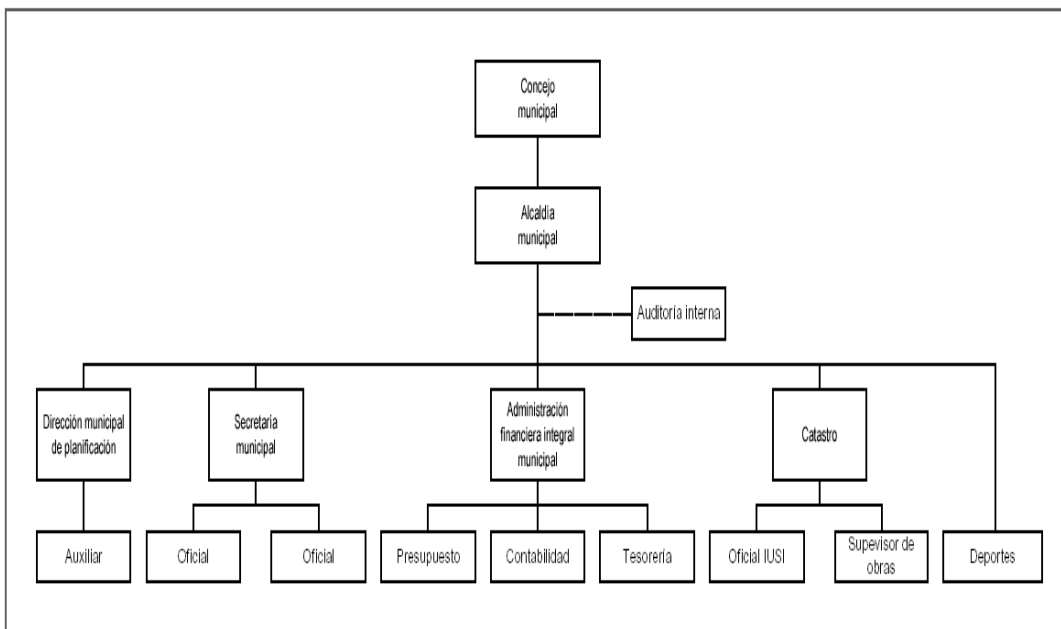 Concejo
municipal
Alcaldía
municipal
Auditoría interna
Dirección municipal
de planificación
Secretaria
municipal
Administración
financiera integral
municipal
Catastro
Auxiliar
Oficial
Oficial
Presupuesto
Contabilidad
Tesorería
Oficial IUSI
Supevisor de
obras
Deportes